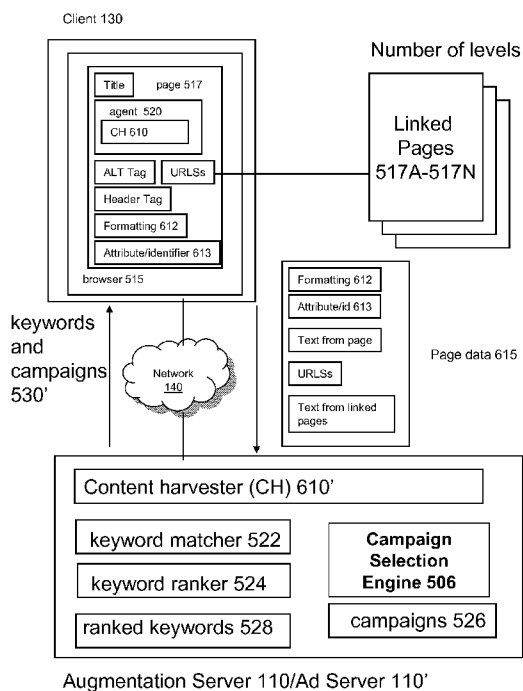 Client 130
Number of levels
Title
page 517
agent 520
CH 610
ALT Tag
URLSs
Header Tag
Formatting 612
Attribute/identifier 613
browser 515
Linked
Pages
517A-517N
keywords
and
campaigns
530'
Network
140
Formatting 612
Attribute/id 613
Text from page
URLSs
Text from linked
pages
Page data 615
Content harvester (CH) 610'
keyword matcher 522
keyword ranker 524
ranked keywords 528
Campaign
Selection
Engine 506
campaigns 526
Augmentation Server 110/Ad Server 110'